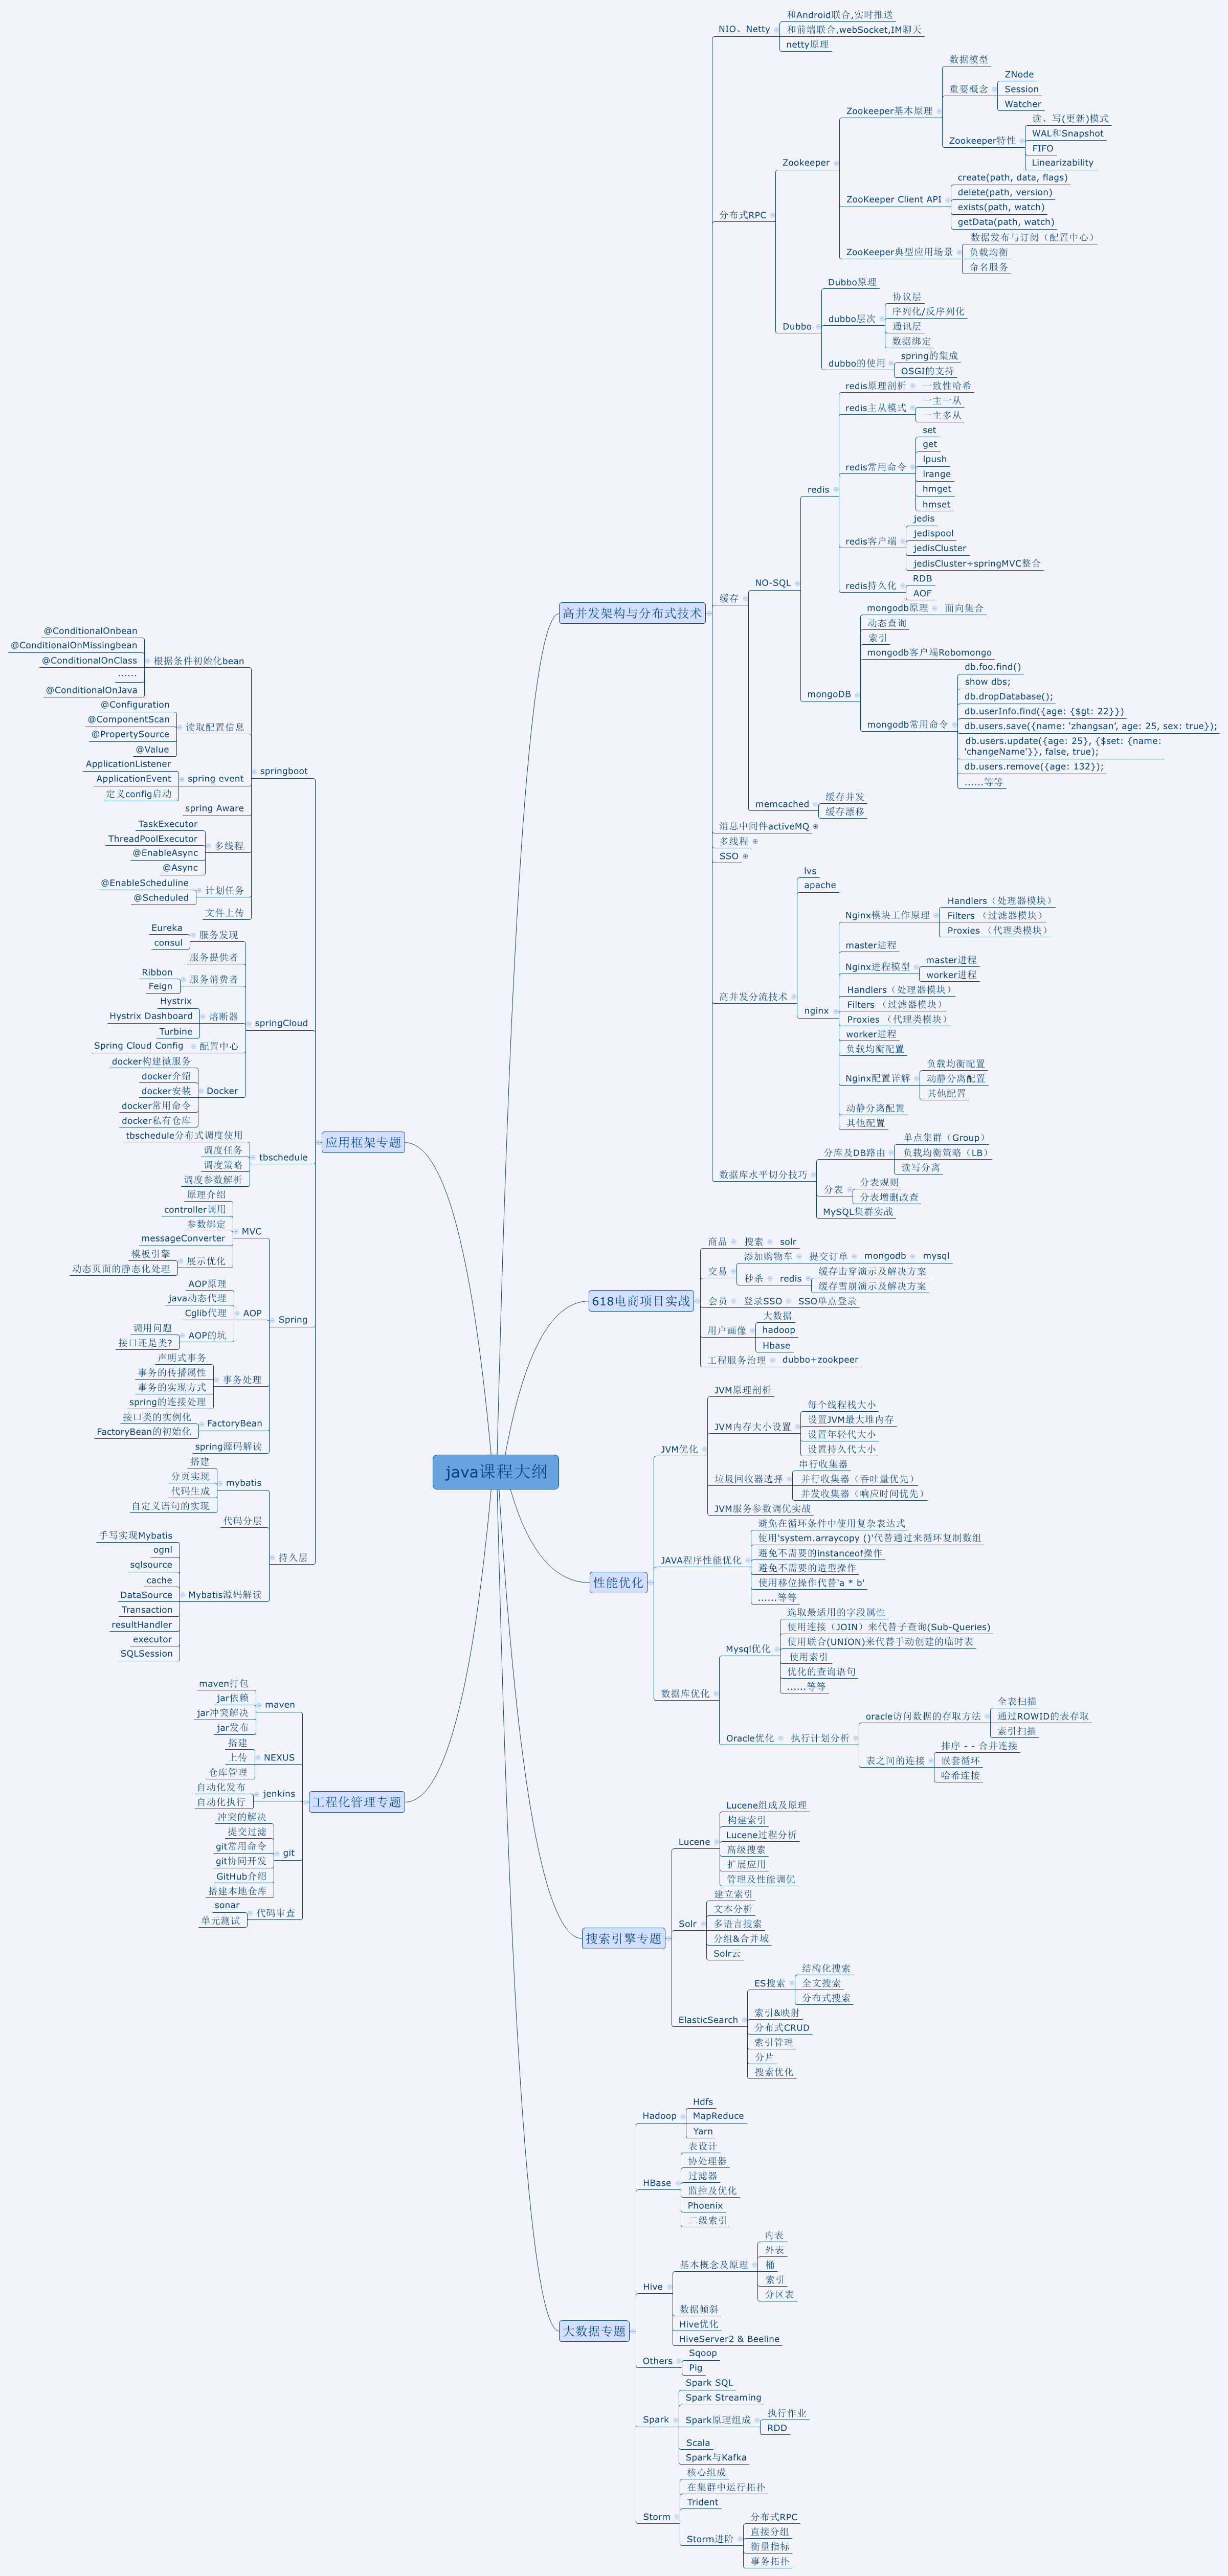 java课程大纲
高并发架构与分布式技术
NIO、Netty
和Android联合,实时推送
和前端联合,webSocket,IM聊天
netty原理
分布式RPC
Zookeeper
Zookeeper基本原理
数据模型
重要概念
ZNode
Session
Watcher
Zookeeper特性
读、写(更新)模式
WAL和Snapshot
FIFO
Linearizability
ZooKeeper Client API
create(path, data, flags)
delete(path, version)
exists(path, watch)
getData(path, watch)
ZooKeeper典型应用场景
数据发布与订阅（配置中心）
负载均衡
命名服务
Dubbo
Dubbo原理
dubbo层次
协议层
序列化/反序列化
通讯层
数据绑定
dubbo的使用
spring的集成
OSGI的支持
缓存
NO-SQL
redis
redis原理剖析
一致性哈希
redis主从模式
一主一从
一主多从
redis常用命令
set
get
lpush
lrange
hmget
hmset
redis客户端
jedis
jedispool
jedisCluster
jedisCluster+springMVC整合
redis持久化
RDB
AOF
mongoDB
mongodb原理
面向集合
动态查询
索引
mongodb客户端Robomongo
mongodb常用命令
db.foo.find()
show dbs;
db.dropDatabase();
db.userInfo.find({age: {$gt: 22}})
db.users.save({name: 'zhangsan', age: 25, sex: true});
db.users.update({age: 25}, {$set: {name:
'changeName'}}, false, true);
db.users.remove({age: 132});
......等等
memcached
缓存并发
缓存漂移
消息中间件activeMQ
多线程
SSO
高并发分流技术
lvs
apache
nginx
Nginx模块工作原理
Handlers（处理器模块）
Filters （过滤器模块）
Proxies （代理类模块）
master进程
Nginx进程模型
master进程
worker进程
Handlers（处理器模块）
Filters （过滤器模块）
Proxies （代理类模块）
worker进程
负载均衡配置
Nginx配置详解
负载均衡配置
动静分离配置
其他配置
动静分离配置
其他配置
数据库水平切分技巧
分库及DB路由
单点集群（Group）
负载均衡策略（LB）
读写分离
分表
分表规则
分表增删改查
MySQL集群实战
618电商项目实战
商品
搜索
solr
交易
添加购物车
提交订单
mongodb
mysql
秒杀
redis
缓存击穿演示及解决方案
缓存雪崩演示及解决方案
会员
登录SSO
SSO单点登录
用户画像
大数据
hadoop
Hbase
工程服务治理
dubbo+zookpeer
性能优化
JVM优化
JVM原理剖析
JVM内存大小设置
每个线程栈大小
设置JVM最大堆内存
设置年轻代大小
设置持久代大小
垃圾回收器选择
串行收集器
并行收集器（吞吐量优先）
并发收集器（响应时间优先）
JVM服务参数调优实战
JAVA程序性能优化
避免在循环条件中使用复杂表达式
使用'system.arraycopy ()'代替通过来循环复制数组
避免不需要的instanceof操作
避免不需要的造型操作
使用移位操作代替'a * b'
......等等
数据库优化
Mysql优化
选取最适用的字段属性
使用连接（JOIN）来代替子查询(Sub-Queries)
使用联合(UNION)来代替手动创建的临时表
使用索引
优化的查询语句
......等等
Oracle优化
执行计划分析
oracle访问数据的存取方法
全表扫描
通过ROWID的表存取
索引扫描
表之间的连接
排序 - - 合并连接
嵌套循环
哈希连接
搜索引擎专题
Lucene
Lucene组成及原理
构建索引
Lucene过程分析
高级搜索
扩展应用
管理及性能调优
Solr
建立索引
文本分析
多语言搜索
分组&合并域
Solr云
ElasticSearch
ES搜索
结构化搜索
全文搜索
分布式搜索
索引&映射
分布式CRUD
索引管理
分片
搜索优化
大数据专题
Hadoop
Hdfs
MapReduce
Yarn
HBase
表设计
协处理器
过滤器
监控及优化
Phoenix
二级索引
Hive
基本概念及原理
内表
外表
桶
索引
分区表
数据倾斜
Hive优化
HiveServer2 & Beeline
Others
Sqoop
Pig
Spark
Spark SQL
Spark Streaming
Spark原理组成
执行作业
RDD
Scala
Spark与Kafka
Storm
核心组成
在集群中运行拓扑
Trident
Storm进阶
分布式RPC
直接分组
衡量指标
事务拓扑
应用框架专题
springboot
根据条件初始化bean
@ConditionalOnbean
@ConditionalOnMissingbean
@ConditionalOnClass
......
@ConditionalOnJava
读取配置信息
@Configuration
@ComponentScan
@PropertySource
@Value
spring event
ApplicationListener
ApplicationEvent
定义config启动
spring Aware
多线程
TaskExecutor
ThreadPoolExecutor
@EnableAsync
@Async
计划任务
@EnableScheduline
@Scheduled
文件上传
springCloud
服务发现
Eureka
consul
服务提供者
服务消费者
Ribbon
Feign
熔断器
Hystrix
Hystrix Dashboard
Turbine
配置中心
Spring Cloud Config
Docker
docker构建微服务
docker介绍
docker安装
docker常用命令
docker私有仓库
tbschedule
tbschedule分布式调度使用
调度任务
调度策略
调度参数解析
Spring
MVC
原理介绍
controller调用
参数绑定
messageConverter
展示优化
模板引擎
动态页面的静态化处理
AOP
AOP原理
java动态代理
Cglib代理
AOP的坑
调用问题
接口还是类?
事务处理
声明式事务
事务的传播属性
事务的实现方式
spring的连接处理
FactoryBean
接口类的实例化
FactoryBean的初始化
spring源码解读
持久层
mybatis
搭建
分页实现
代码生成
自定义语句的实现
代码分层
Mybatis源码解读
手写实现Mybatis
ognl
sqlsource
cache
DataSource
Transaction
resultHandler
executor
SQLSession
工程化管理专题
maven
maven打包
jar依赖
jar冲突解决
jar发布
NEXUS
搭建
上传
仓库管理
jenkins
自动化发布
自动化执行
git
冲突的解决
提交过滤
git常用命令
git协同开发
GitHub介绍
搭建本地仓库
代码审查
sonar
单元测试